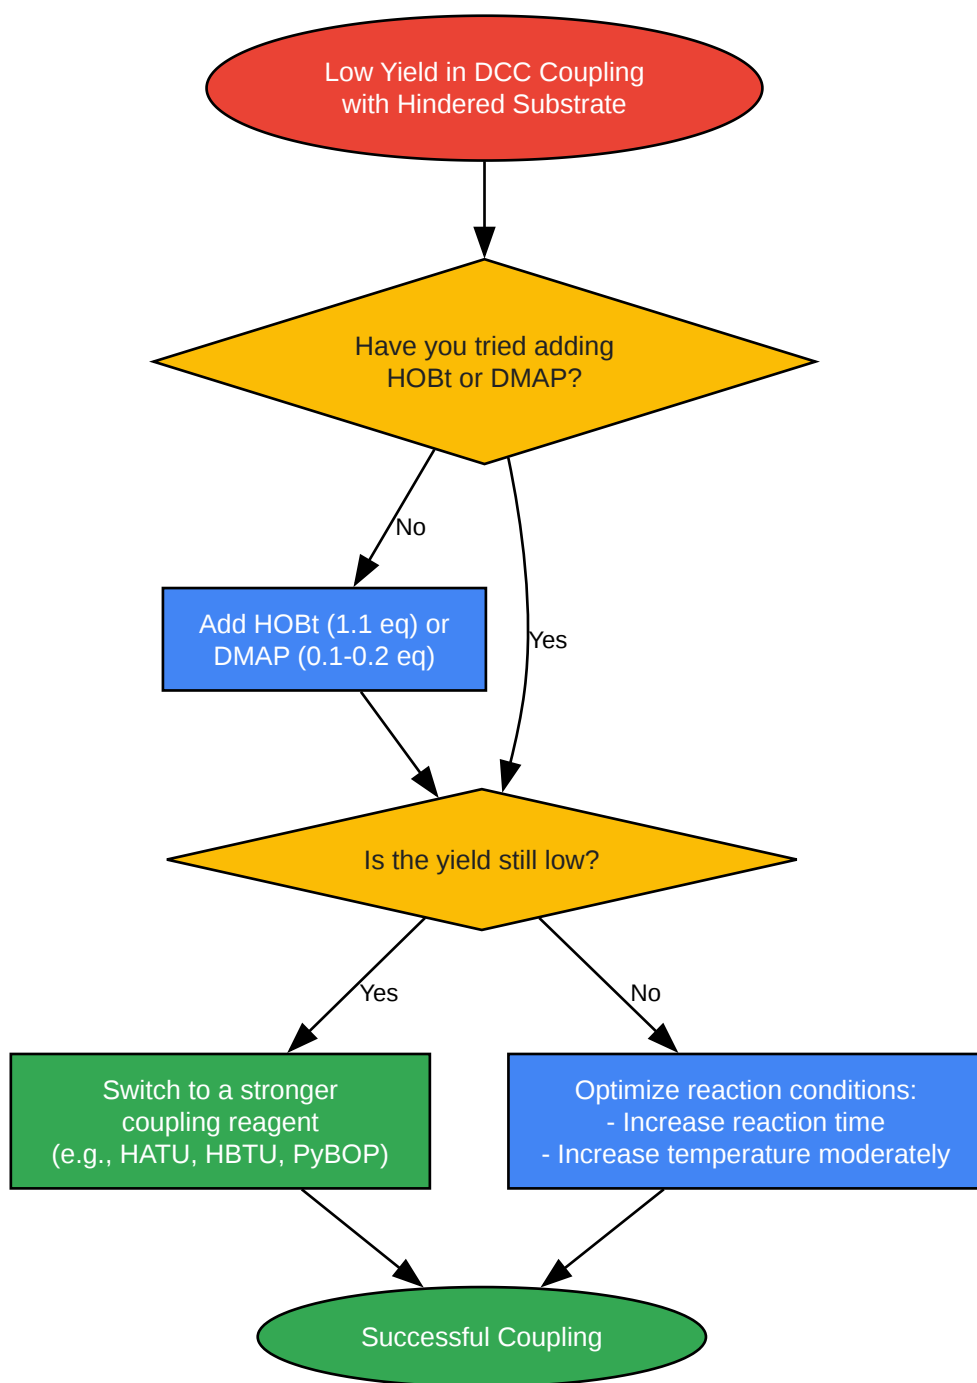 Low Yield in DCC Coupling
with Hindered Substrate
Have you tried adding
HOBt or DMAP?
No
Yes
Add HOBt (1.1 eq) or
DMAP (0.1-0.2 eq)
Is the yield still low?
Yes
No
Switch to a stronger
coupling reagent
(e.g., HATU, HBTU, PyBOP)
Optimize reaction conditions:
- Increase reaction time
- Increase temperature moderately
Successful Coupling